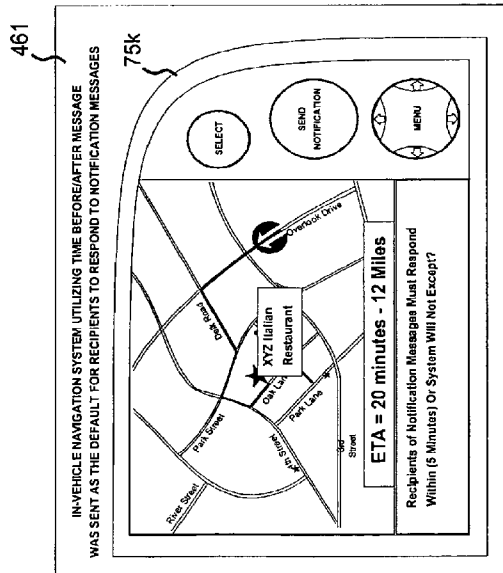 461
IN-VEHICLE NAVIGATION SYSTEM UTILIZING TIME BEFORE/AFTER MESSAGE
WAS SENT AS THE DEFAULT FOR RECIPIENTS TO RESPOND TO NOTIFICATION MESSAGES
75k
River Street
Park Street
Desk Road
Overlook Drive
XYZ Italian
Restaurant
Oak Lane
Park Lane
4th Street
3rd
Street
ETA = 20 minutes - 12 Miles
Recipients of Notification Messages Must Respond
Within (5 Minutes) Or System Will Not Except?
SELECT
SEND
NOTIFICATION
MENU